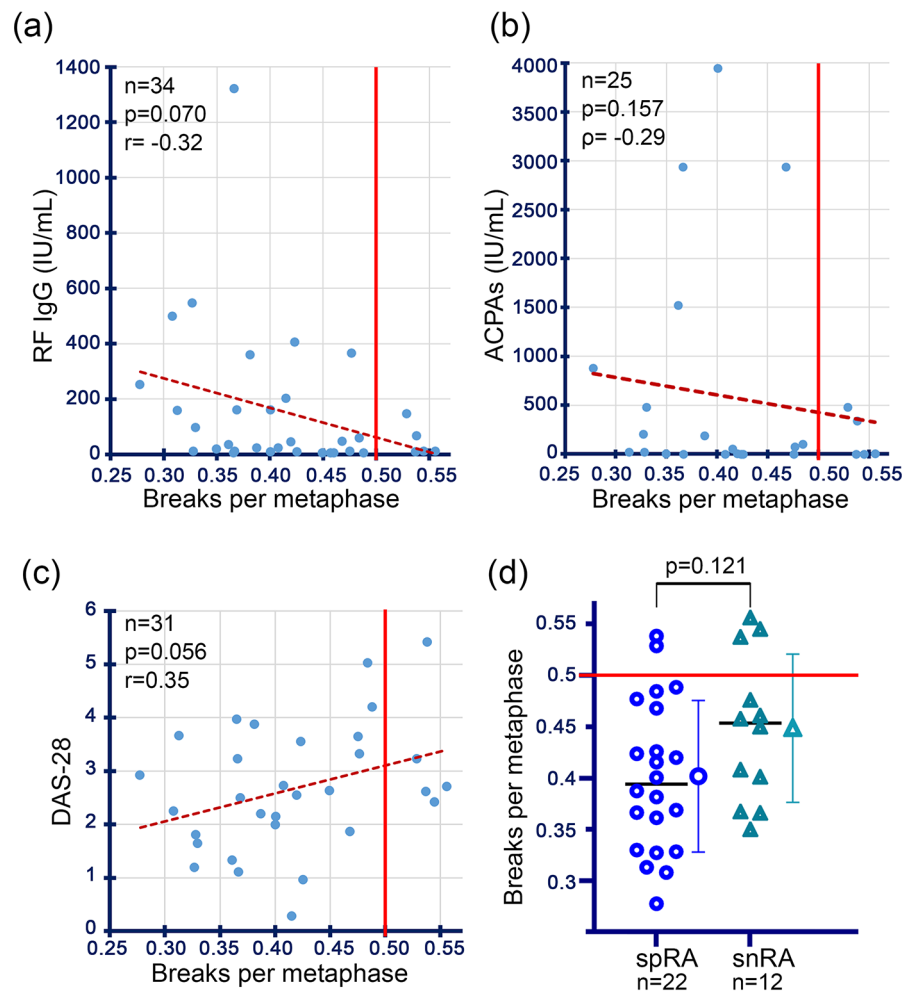 (a)
1400
1200
1000
800
600
400
200
0
RF IgG (IU/mL)
n=34
p=0.070
r= -0.32
0.25 0.30 0.35 0.40 0.45 0.50 0.55
Breaks per metaphase
(b)
4000
3500
3000
2500
2000
1500
1000
500
0
ACPAs (IU/mL)
n=25
p=0.157
ρ= -0.29
0.25 0.30 0.35 0.40 0.45 0.50 0.55
Breaks per metaphase
(c)
6
5
4
3
2
1
0
DAS-28
n=31
p=0.056
r=0.35
0.25 0.30 0.35 0.40 0.45 0.50 0.55
Breaks per metaphase
(d)
p=0.121
0.55
0.5
0.45
0.4
0.35
0.3
Breaks per metaphase
spRA snRA
n=22 n=12